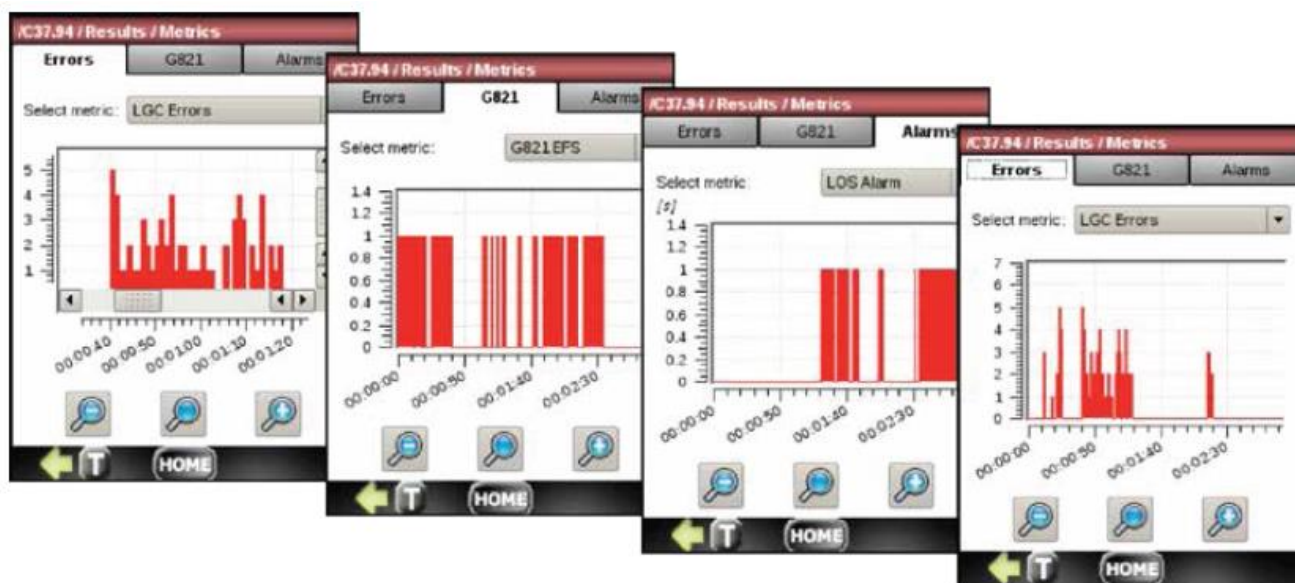 /C37.94 / Results / Metrics
Errors G821 Alarms
Select metric: LGC Errors
5
4
3
2
1
00:00:40 00:00:50 00:01:00 00:01:10 00:01:20
T HOME
/C37.94 / Results / Metrics
Errors G821 Alarms
Select metric: G821 EFS
1.4
1.2
1
0.8
0.6
0.4
0.2
0
00:00:00 00:00:50 00:01:40 00:02:30
T HOME
/C37.94 / Results / Metrics
Errors G821 Alarms
Select metric: LOS Alarm
[s]
1.4
1.2
1
0.8
0.6
0.4
0.2
0
00:00:00 00:00:50 00:01:40 00:02:30
T HOME
/C37.94 / Results / Metrics
Errors G821 Alarms
Select metric: LGC Errors
7
6
5
4
3
2
1
0
00:00:00 00:00:50 00:01:40 00:02:30
T HOME